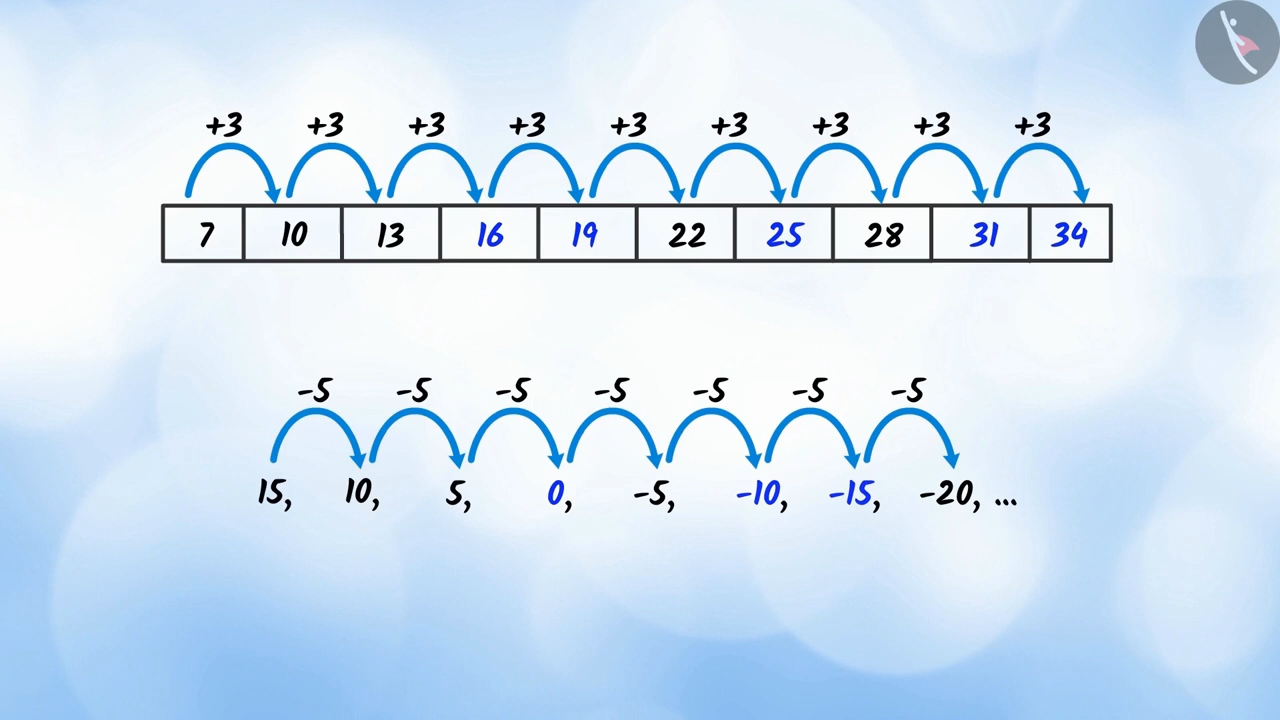 +3 +3 +3 +3 +3 +3 +3 +3 +3
7 10 13 16 19 22 25 28 31 34
-5 -5 -5 -5 -5 -5 -5
15, 10, 5, 0, -5, -10, -15, -20, ...